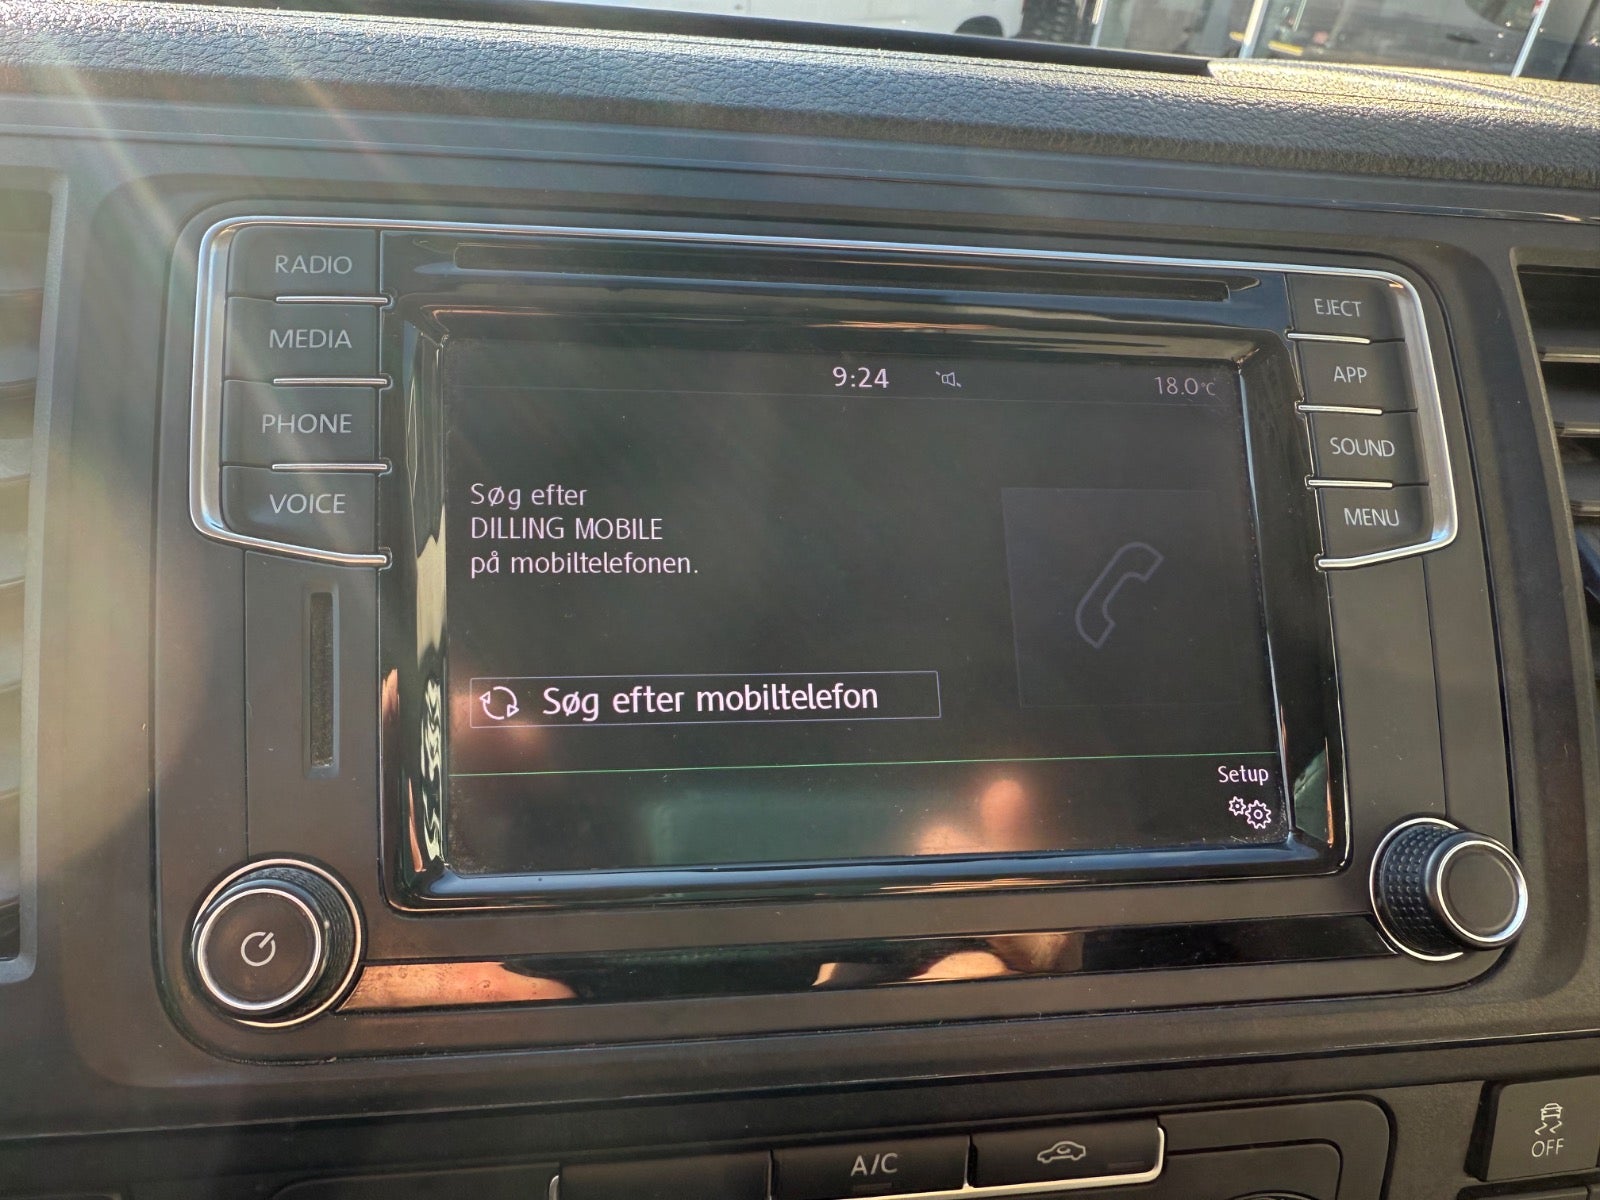 RADIO
MEDIA
PHONE
VOICE
9:24
18.0°C
Søg efter
DILLING MOBILE
på mobiltelefonen.
Søg efter mobiltelefon
Setup
EJECT
APP
SOUND
MENU
A/C
OFF